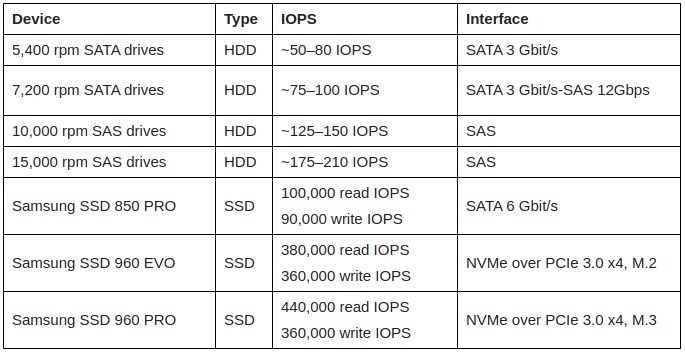 Device Type IOPS Interface
5,400 rpm SATA drives HDD ~50–80 IOPS SATA 3 Gbit/s
7,200 rpm SATA drives HDD ~75–100 IOPS SATA 3 Gbit/s-SAS 12Gbps
10,000 rpm SAS drives HDD ~125–150 IOPS SAS
15,000 rpm SAS drives HDD ~175–210 IOPS SAS
Samsung SSD 850 PRO SSD 100,000 read IOPS
90,000 write IOPS SATA 6 Gbit/s
Samsung SSD 960 EVO SSD 380,000 read IOPS
360,000 write IOPS NVMe over PCIe 3.0 x4, M.2
Samsung SSD 960 PRO SSD 440,000 read IOPS
360,000 write IOPS NVMe over PCIe 3.0 x4, M.3